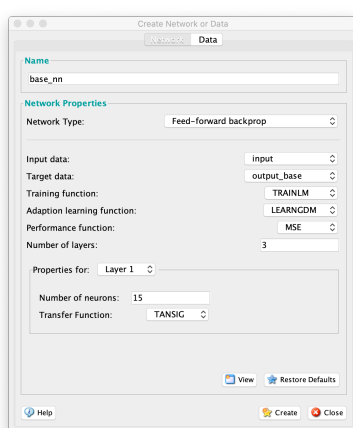 Create Network or Data
Network Data
Name
base_nn
Network Properties
Network Type: Feed-forward backprop
Input data: input
Target data: output_base
Training function: TRAINLM
Adaption learning function: LEARNGDM
Performance function: MSE
Number of layers: 3
Properties for: Layer 1
Number of neurons: 15
Transfer Function: TANSIG
View Restore Defaults
Help Create Close